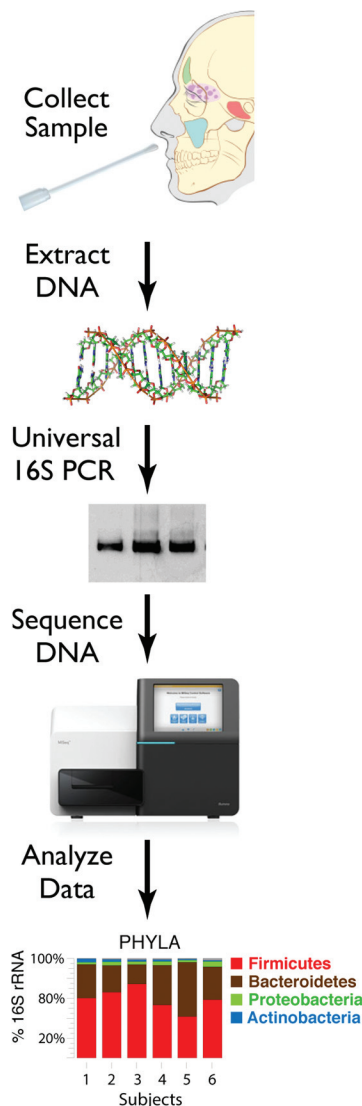 Collect
Sample
Extract
DNA
Universal
16S PCR
Sequence
DNA
Analyze
Data
PHYLA
% 16S rRNA
100%
80%
20%
Firmicutes
Bacteroidetes
Proteobacteria
Actinobacteria
1 2 3 4 5 6
Subjects